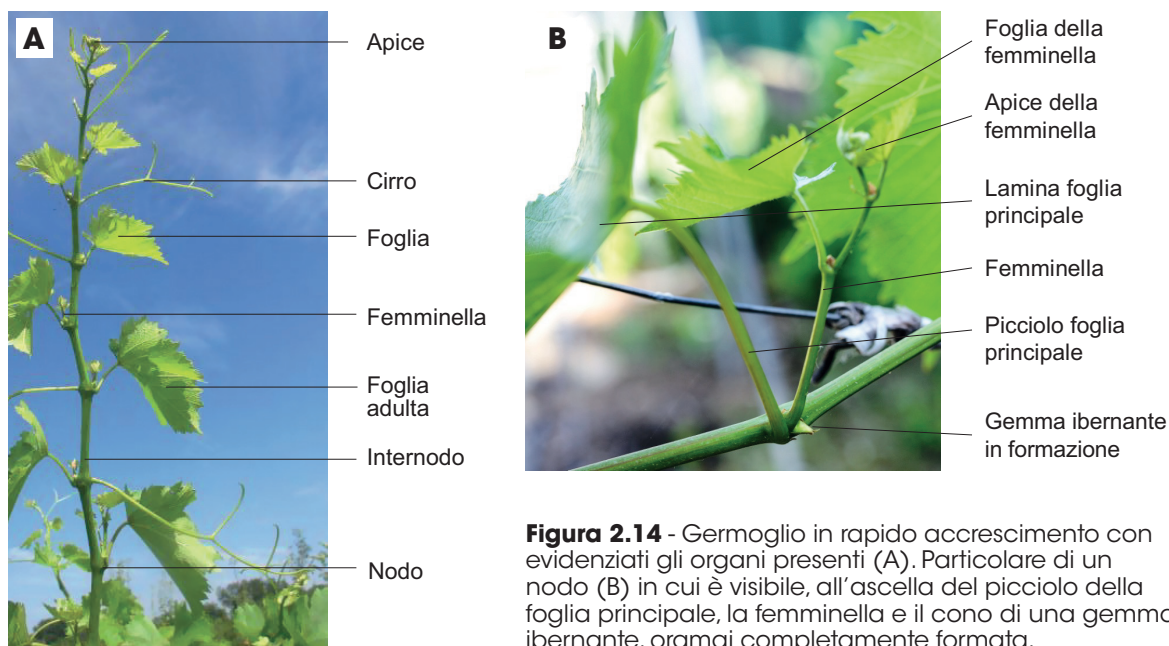 A
Apice
Cirro
Foglia
Femminella
Foglia
adulta
Internodo
Nodo
B
Foglia della
femminella
Apice della
femminella
Lamina foglia
principale
Femminella
Picciolo foglia
principale
Gemma ibernante
in formazione
Figura 2.14 - Germoglio in rapido accrescimento con
evidenziati gli organi presenti (A). Particolare di un
nodo (B) in cui è visibile, all'ascella del picciolo della
foglia principale, la femminella e il cono di una gemma
ibernante, oramai completamente formata.